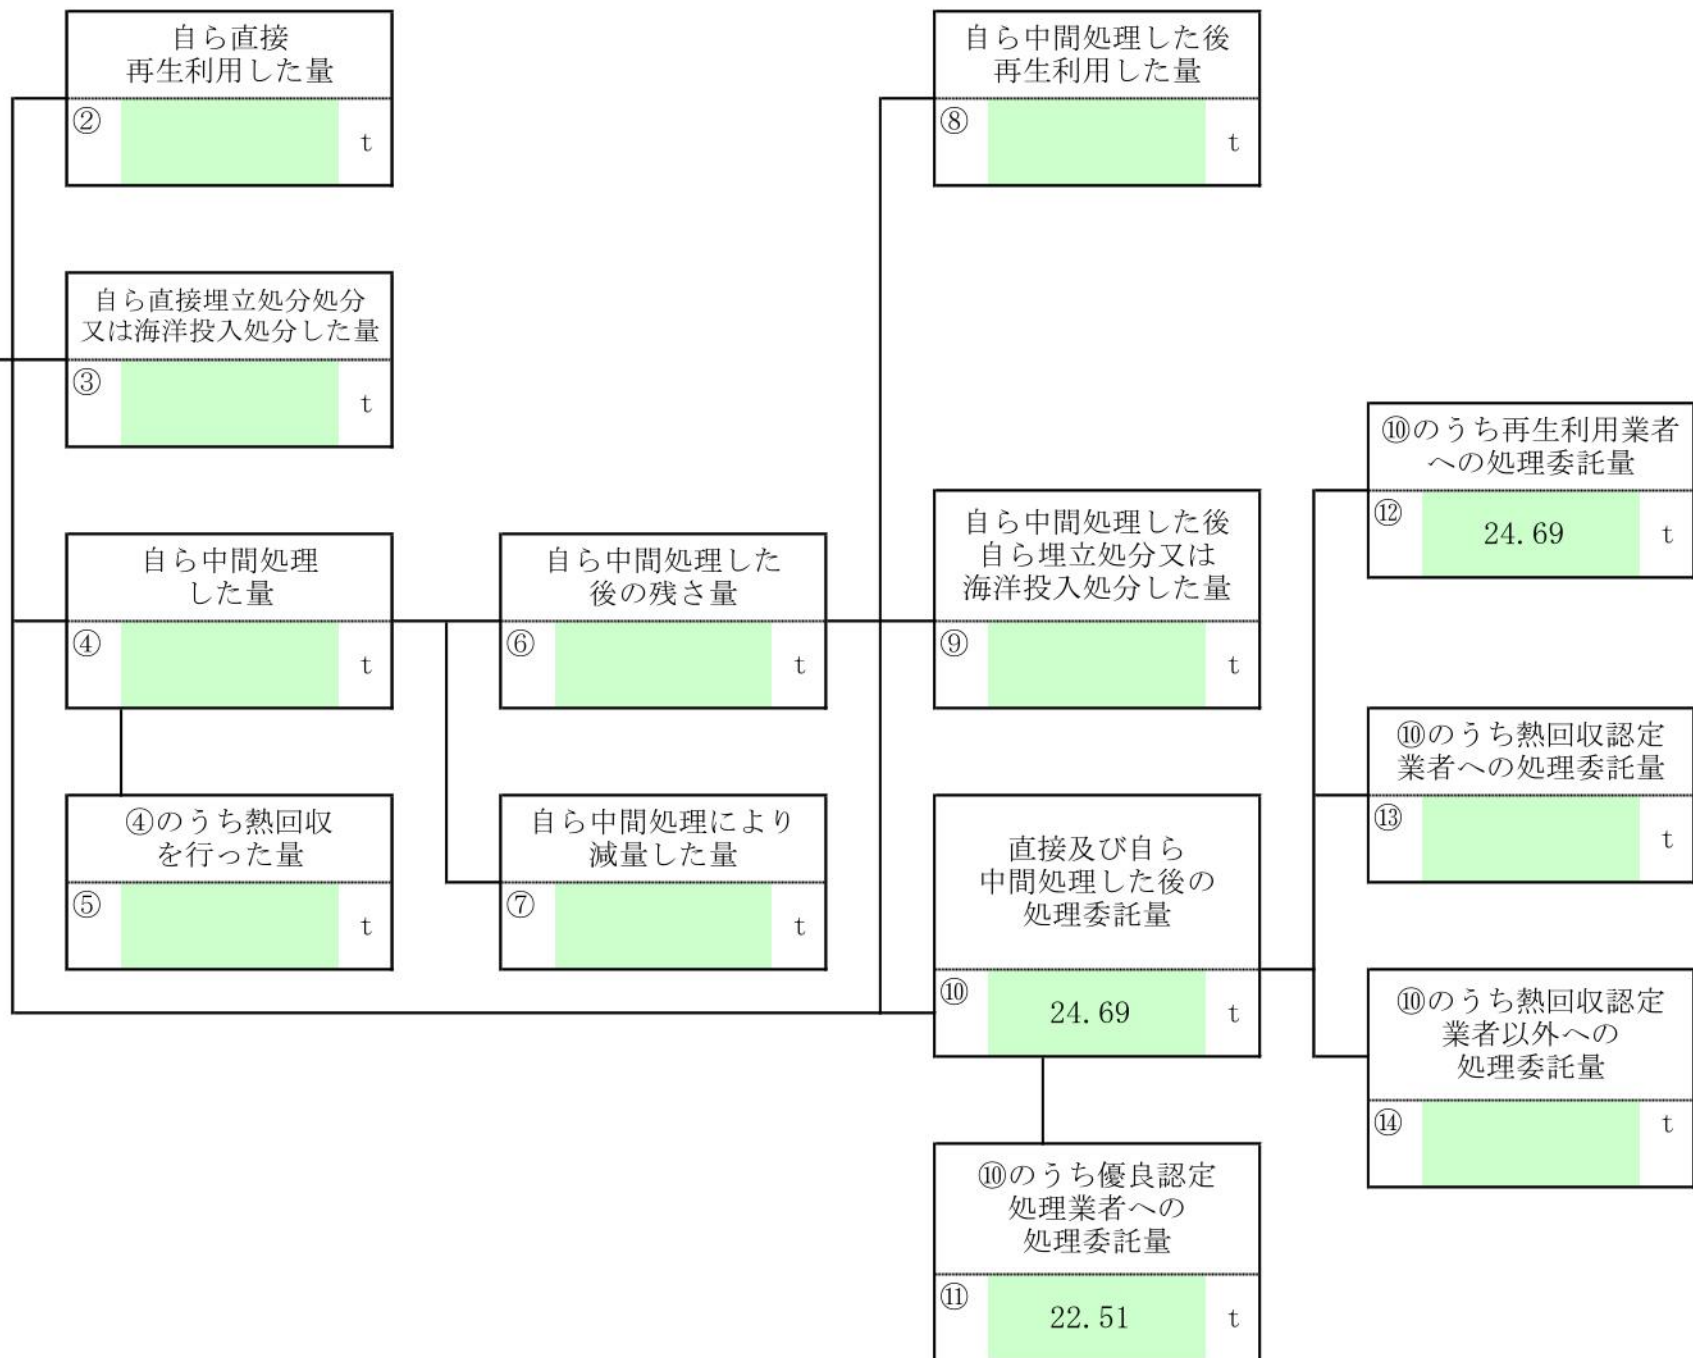 自ら直接
再生利用した量
②
t
自ら中間処理した後
再生利用した量
⑧
t
自ら直接埋立処分処分
又は海洋投入処分した量
③
t
⑩のうち再生利用業者
への処理委託量
⑫
24.69
t
自ら中間処理
した量
④
t
自ら中間処理した
後の残さ量
⑥
t
自ら中間処理した後
自ら埋立処分又は
海洋投入処分した量
⑨
t
⑩のうち熱回収認定
業者への処理委託量
⑬
t
④のうち熱回収
を行った量
⑤
t
自ら中間処理により
減量した量
⑦
t
直接及び自ら
中間処理した後の
処理委託量
⑩
24.69
t
⑩のうち熱回収認定
業者以外への
処理委託量
⑭
t
⑩のうち優良認定
処理業者への
処理委託量
⑪
22.51
t